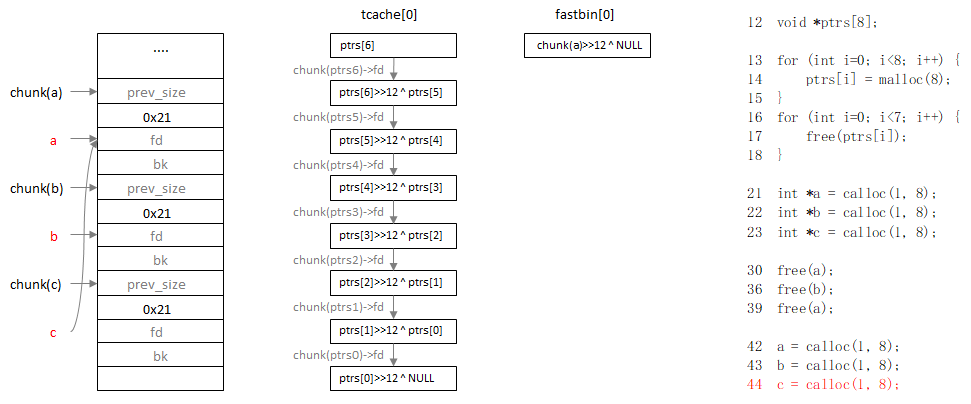 tcache[0]
fastbin[0]
....
chunk(a)
prev_size
0x21
a
fd
bk
chunk(b)
prev_size
0x21
b
fd
bk
chunk(c)
prev_size
0x21
c
fd
bk
ptrs[6]
chunk(ptrs6)->fd
ptrs[6]>>12 ^ ptrs[5]
chunk(ptrs5)->fd
ptrs[5]>>12 ^ ptrs[4]
chunk(ptrs4)->fd
ptrs[4]>>12 ^ ptrs[3]
chunk(ptrs3)->fd
ptrs[3]>>12 ^ ptrs[2]
chunk(ptrs2)->fd
ptrs[2]>>12 ^ ptrs[1]
chunk(ptrs1)->fd
ptrs[1]>>12 ^ ptrs[0]
chunk(ptrs0)->fd
ptrs[0]>>12 ^ NULL
chunk(a)>>12 ^ NULL
12 void *ptrs[8];
13 for (int i=0; i<8; i++) {
14 ptrs[i] = malloc(8);
15 }
16 for (int i=0; i<7; i++) {
17 free(ptrs[i]);
18 }
21 int *a = calloc(1, 8);
22 int *b = calloc(1, 8);
23 int *c = calloc(1, 8);
30 free(a);
36 free(b);
39 free(a);
42 a = calloc(1, 8);
43 b = calloc(1, 8);
44 c = calloc(1, 8);